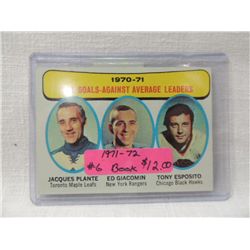 1970-71
GOALS-AGAINST AVERAGE LEADERS
1971-72
#6 Book $12.00
JACQUES PLANTE
Toronto Maple Leafs
ED GIACOMIN
New York Rangers
TONY ESPOSITO
Chicago Black Hawks